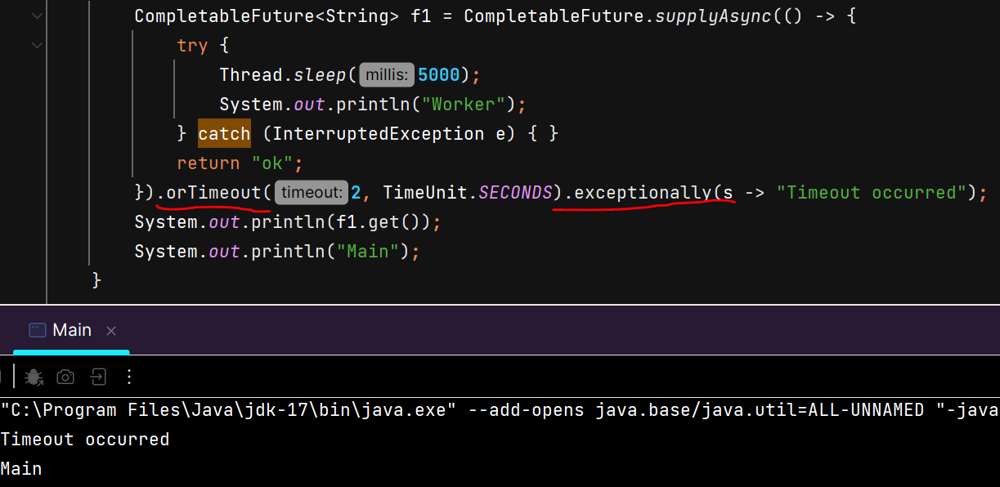 CompletableFuture<String> f1 = CompletableFuture.supplyAsync(() -> {
try {
Thread.sleep( millis: 5000);
System.out.println("Worker");
} catch (InterruptedException e) { }
return "ok";
}).orTimeout( timeout: 2, TimeUnit.SECONDS).exceptionally(s -> "Timeout occurred");
System.out.println(f1.get());
System.out.println("Main");
}
Main
"C:\Program Files\Java\jdk-17\bin\java.exe" --add-opens java.base/java.util=ALL-UNNAMED "-java
Timeout occurred
Main